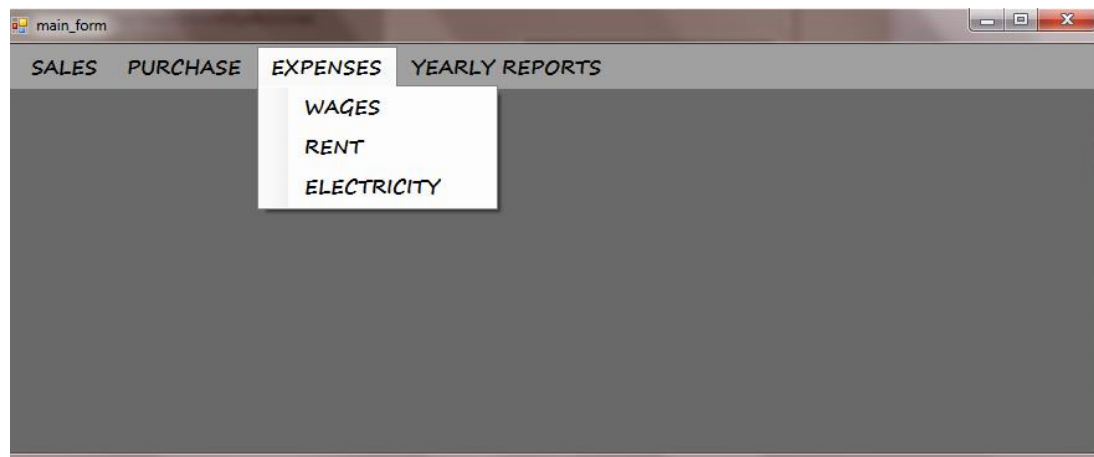 main_form
SALES PURCHASE EXPENSES YEARLY REPORTS
WAGES
RENT
ELECTRICITY